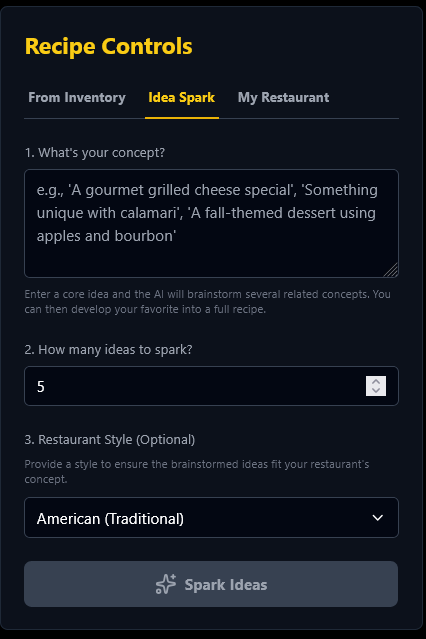 Recipe Controls
From Inventory Idea Spark My Restaurant
1. What's your concept?
e.g., 'A gourmet grilled cheese special', 'Something
unique with calamari', 'A fall-themed dessert using
apples and bourbon'
Enter a core idea and the AI will brainstorm several related concepts. You
can then develop your favorite into a full recipe.
2. How many ideas to spark?
5
3. Restaurant Style (Optional)
Provide a style to ensure the brainstormed ideas fit your restaurant's
concept.
American (Traditional)
Spark Ideas